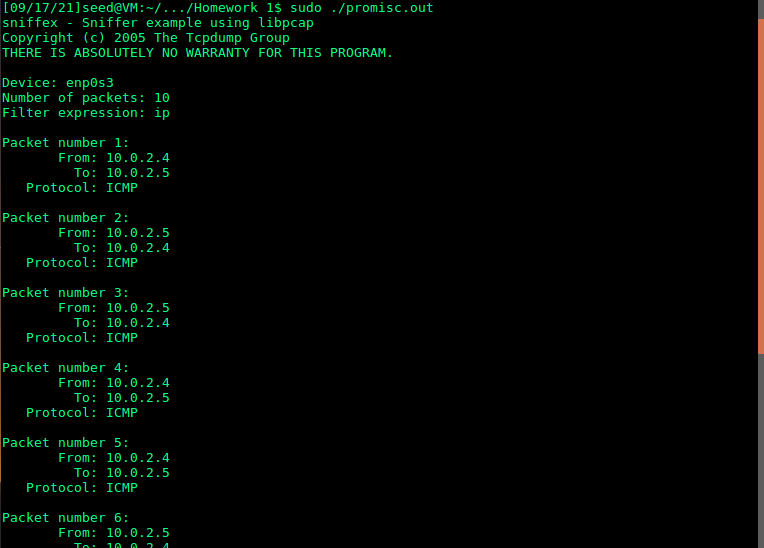 [09/17/21]seed@VM:~/.../Homework 1$ sudo ./promisc.out
sniffex - Sniffer example using libpcap
Copyright (c) 2005 The Tcpdump Group
THERE IS ABSOLUTELY NO WARRANTY FOR THIS PROGRAM.

Device: enp0s3
Number of packets: 10
Filter expression: ip

Packet number 1:
       From: 10.0.2.4
         To: 10.0.2.5
   Protocol: ICMP

Packet number 2:
       From: 10.0.2.5
         To: 10.0.2.4
   Protocol: ICMP

Packet number 3:
       From: 10.0.2.5
         To: 10.0.2.4
   Protocol: ICMP

Packet number 4:
       From: 10.0.2.4
         To: 10.0.2.5
   Protocol: ICMP

Packet number 5:
       From: 10.0.2.4
         To: 10.0.2.5
   Protocol: ICMP

Packet number 6:
       From: 10.0.2.5
         To: 10.0.2.4